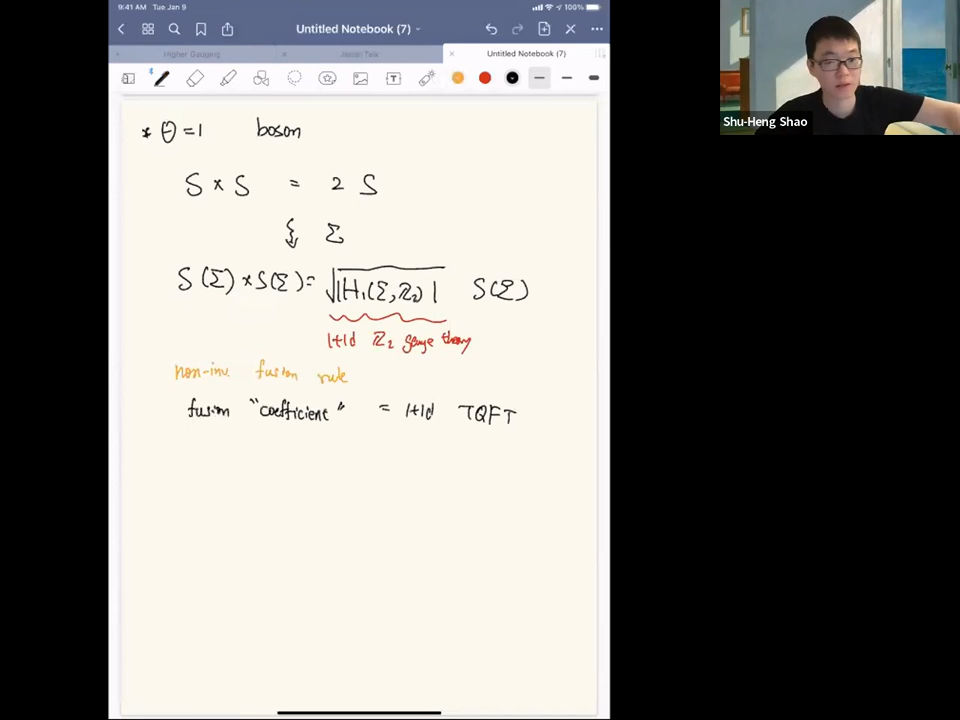 9:41 AM Tue Jan 9
100%
Untitled Notebook (7)
Higher Gauging
Untitled Notebook (7)
Shu-Heng Shao
* θ = 1 boson
S × S = 2 S
Σ
S(Σ) × S(Σ) = √|H₁(Σ, ℤ₂)| S(Σ)
1+1d ℤ₂ gauge theory
non-inv. fusion rule
fusion "coefficient" = 1+1d TQFT